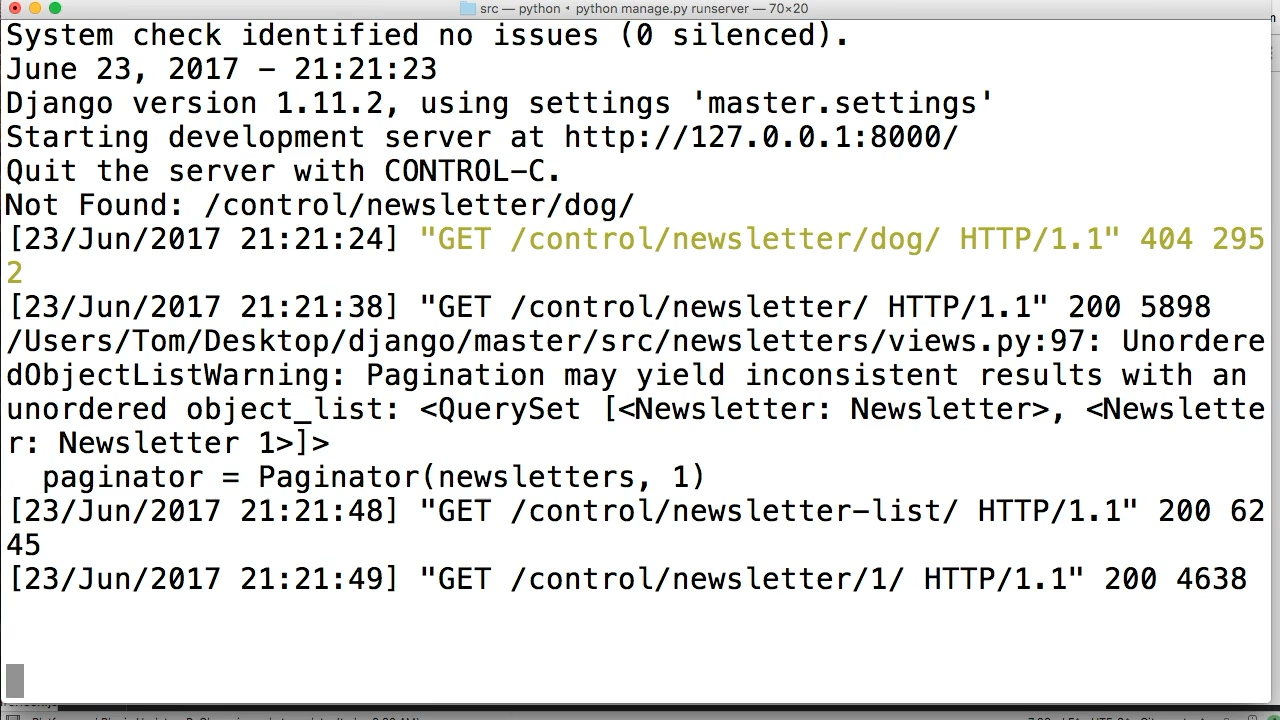 src — python • python manage.py runserver — 70×20
System check identified no issues (0 silenced).
June 23, 2017 - 21:21:23
Django version 1.11.2, using settings 'master.settings'
Starting development server at http://127.0.0.1:8000/
Quit the server with CONTROL-C.
Not Found: /control/newsletter/dog/
[23/Jun/2017 21:21:24] "GET /control/newsletter/dog/ HTTP/1.1" 404 295
2
[23/Jun/2017 21:21:38] "GET /control/newsletter/ HTTP/1.1" 200 5898
/Users/Tom/Desktop/django/master/src/newsletters/views.py:97: Unordere
dObjectListWarning: Pagination may yield inconsistent results with an
unordered object_list: <QuerySet [<Newsletter: Newsletter>, <Newslette
r: Newsletter 1>]>
  paginator = Paginator(newsletters, 1)
[23/Jun/2017 21:21:48] "GET /control/newsletter-list/ HTTP/1.1" 200 62
45
[23/Jun/2017 21:21:49] "GET /control/newsletter/1/ HTTP/1.1" 200 4638